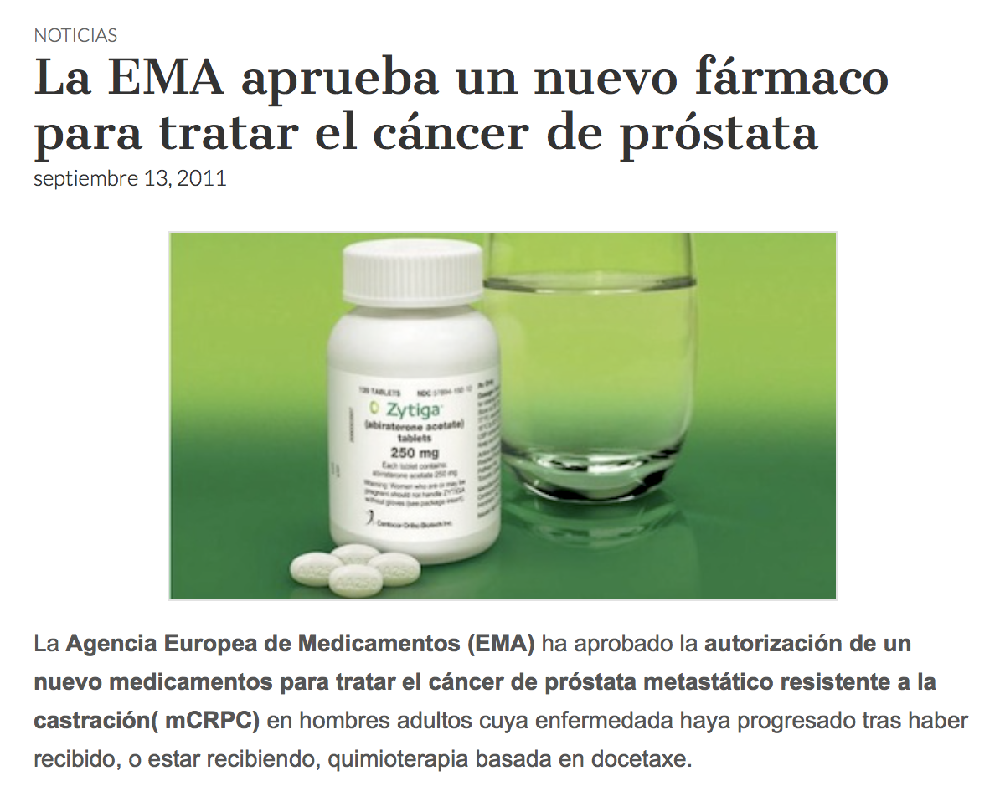 NOTICIAS
La EMA aprueba un nuevo fármaco
para tratar el cáncer de próstata
septiembre 13, 2011
120 TABLETS NDC 57894-150-12
Zytiga
(abiraterone acetate)
tablets
250 mg
Each tablet contains:
abiraterone acetate 250 mg
Warning: Women who are or may be
pregnant should not handle ZYTIGA
without gloves (see package insert).
Centocor Ortho Biotech Inc.
La Agencia Europea de Medicamentos (EMA) ha aprobado la autorización de un
nuevo medicamentos para tratar el cáncer de próstata metastático resistente a la
castración( mCRPC) en hombres adultos cuya enfermedada haya progresado tras haber
recibido, o estar recibiendo, quimioterapia basada en docetaxe.